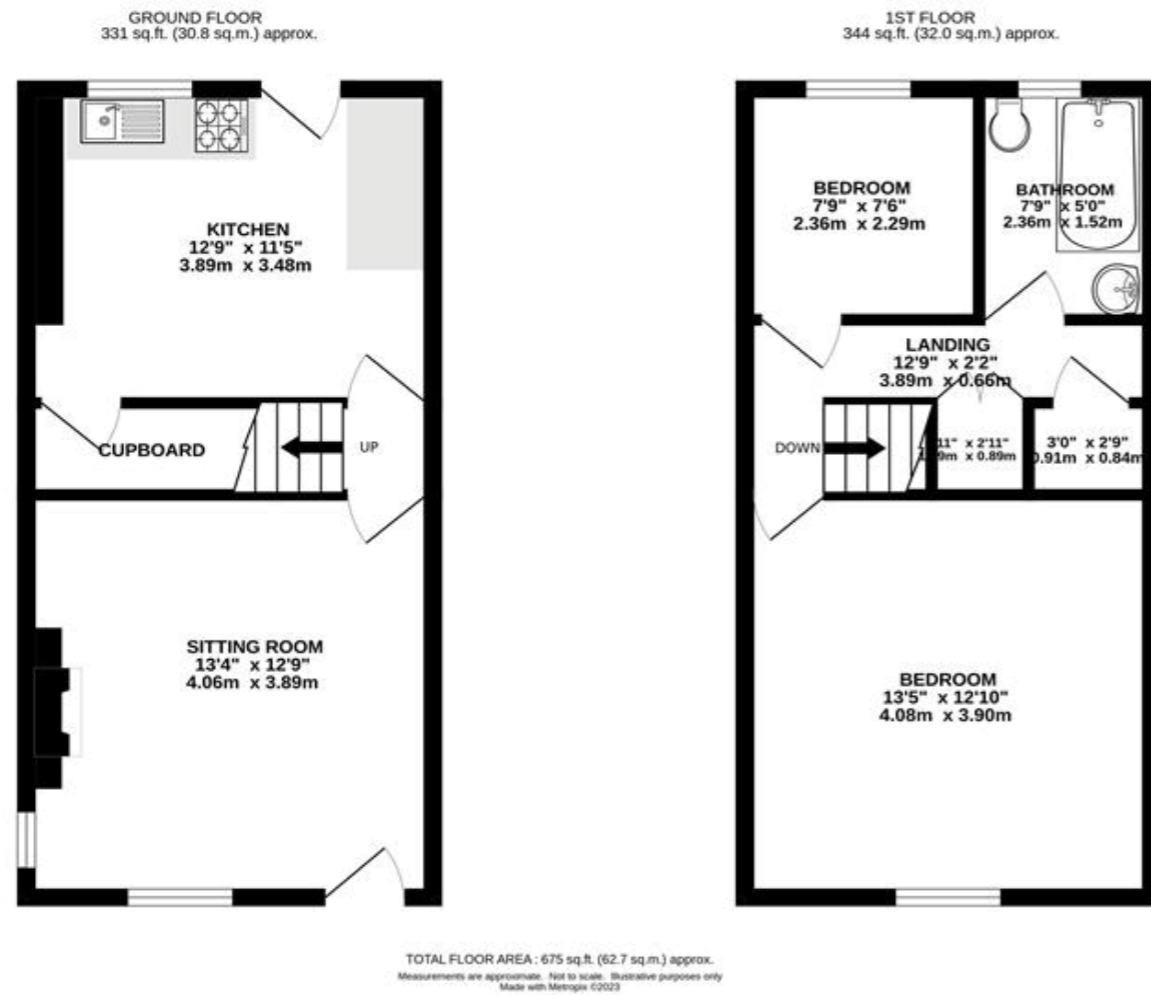 GROUND FLOOR
331 sq.ft. (30.8 sq.m.) approx.
KITCHEN
12'9" x 11'5"
3.89m x 3.48m
CUPBOARD
UP
SITTING ROOM
13'4" x 12'9"
4.06m x 3.89m
1ST FLOOR
344 sq.ft. (32.0 sq.m.) approx.
BEDROOM
7'9" x 7'6"
2.36m x 2.29m
BATHROOM
7'9" x 5'0"
2.36m x 1.52m
LANDING
12'9" x 2'2"
3.89m x 0.66m
DOWN
x 2'11"
x 0.89m
3'0" x 2'9"
0.91m x 0.84m
BEDROOM
13'5" x 12'10"
4.08m x 3.90m
TOTAL FLOOR AREA : 675 sq.ft. (62.7 sq.m.) approx.
Measurements are approximate. Not to scale. Illustrative purposes only
Made with Metropix ©2023